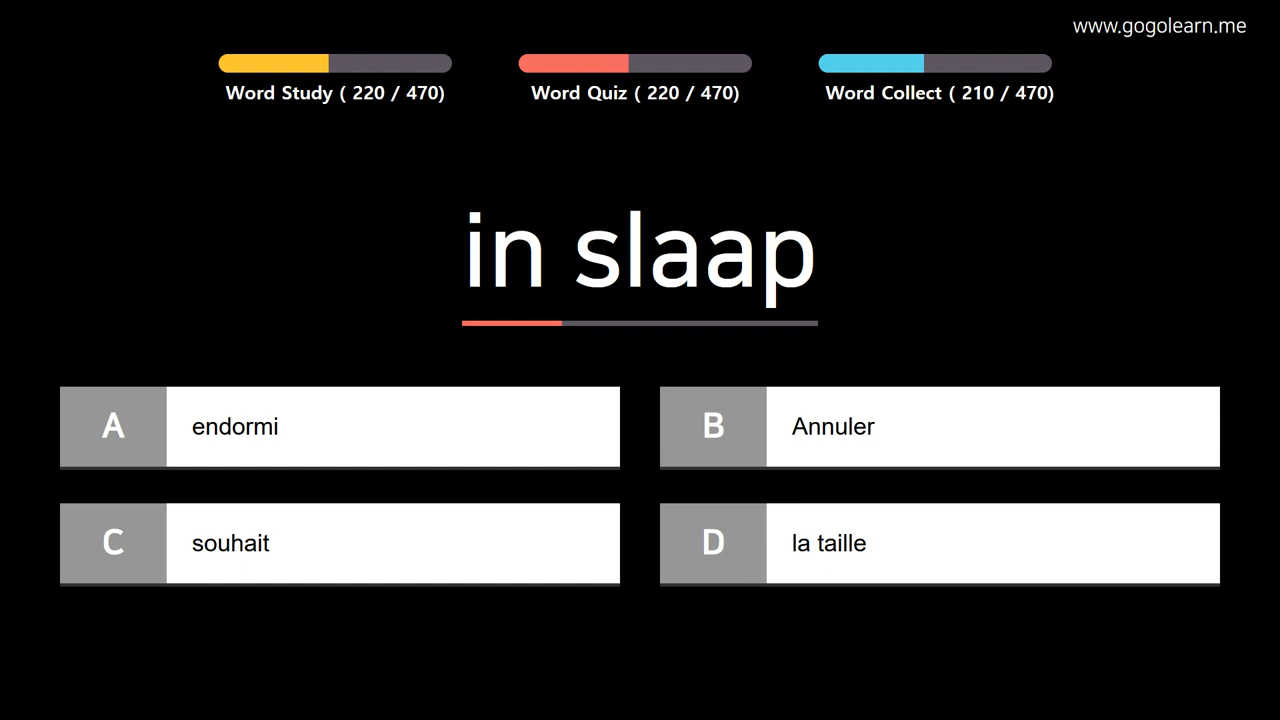 www.gogolearn.me
Word Study ( 220 / 470)
Word Quiz ( 220 / 470)
Word Collect ( 210 / 470)
in slaap
A
endormi
B
Annuler
C
souhait
D
la taille